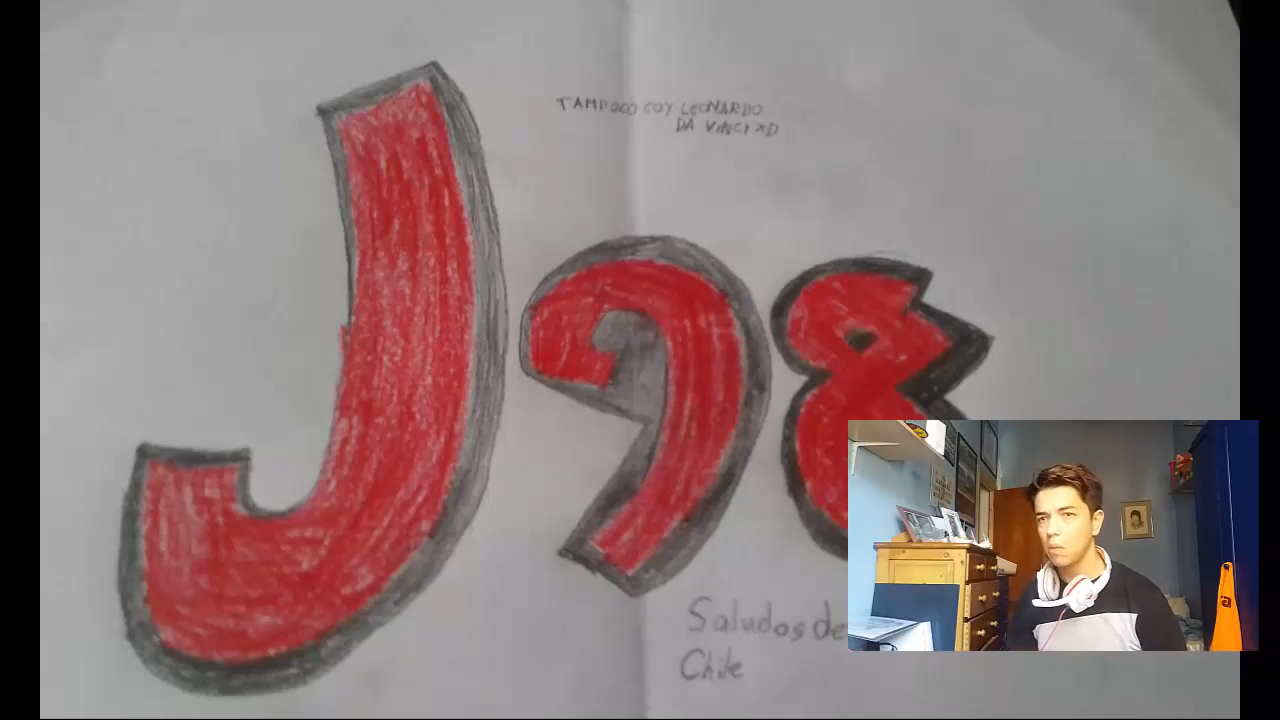 TAMPOCO SOY LEONARDO
DA VINCI XD
J98
Saludos de
Chile